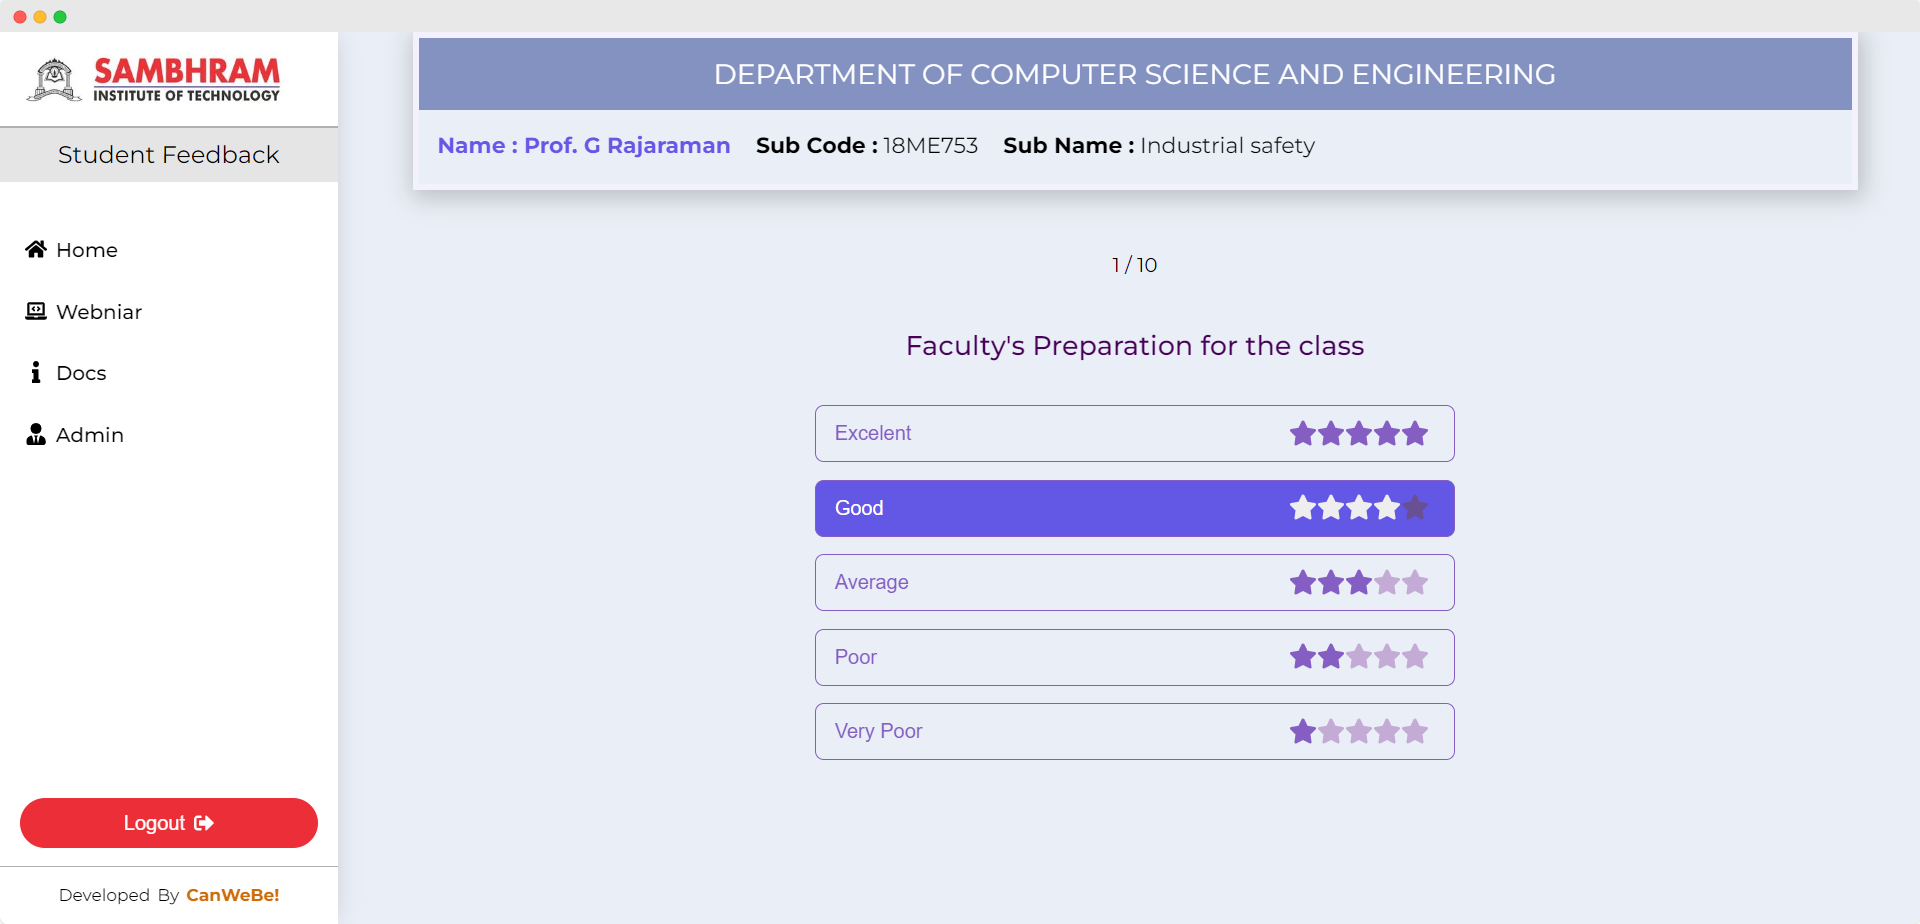 SAMBHRAM
INSTITUTE OF TECHNOLOGY
Student Feedback
Home
Webniar
Docs
Admin
Logout
Developed By CanWeBe!
DEPARTMENT OF COMPUTER SCIENCE AND ENGINEERING
Name : Prof. G Rajaraman Sub Code : 18ME753 Sub Name : Industrial safety
1 / 10
Faculty's Preparation for the class
Excelent
Good
Average
Poor
Very Poor